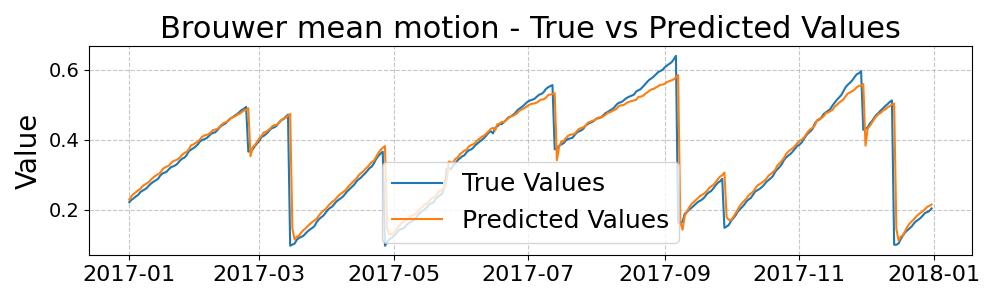 Brouwer mean motion - True vs Predicted Values
Value
0.6
0.4
0.2
True Values
Predicted Values
2017-01 2017-03 2017-05 2017-07 2017-09 2017-11 2018-01